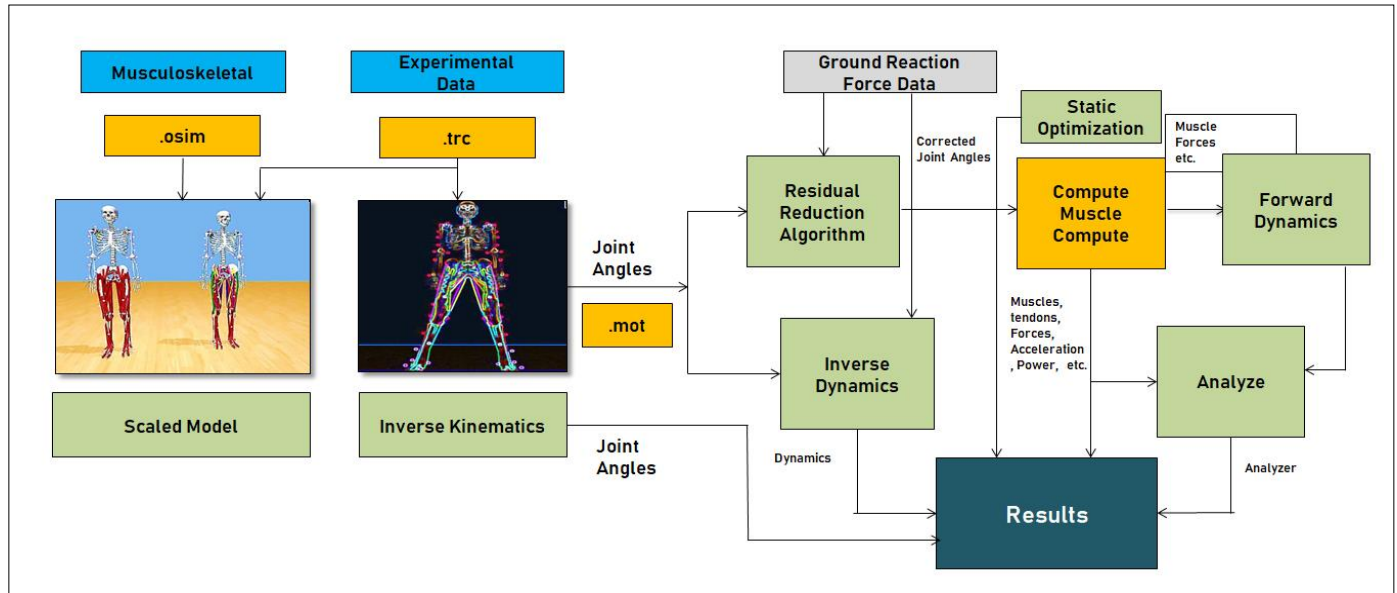 Musculoskeletal
Experimental
Data
Ground Reaction
Force Data
.osim
.trc
Static
Optimization
Muscle
Forces
etc.
Corrected
Joint Angles
Residual
Reduction
Algorithm
Compute
Muscle
Compute
Forward
Dynamics
Joint
Angles
.mot
Muscles,
tendons,
Forces,
Acceleration
, Power, etc.
Inverse
Dynamics
Analyze
Scaled Model
Inverse Kinematics
Joint
Angles
Dynamics
Analyzer
Results